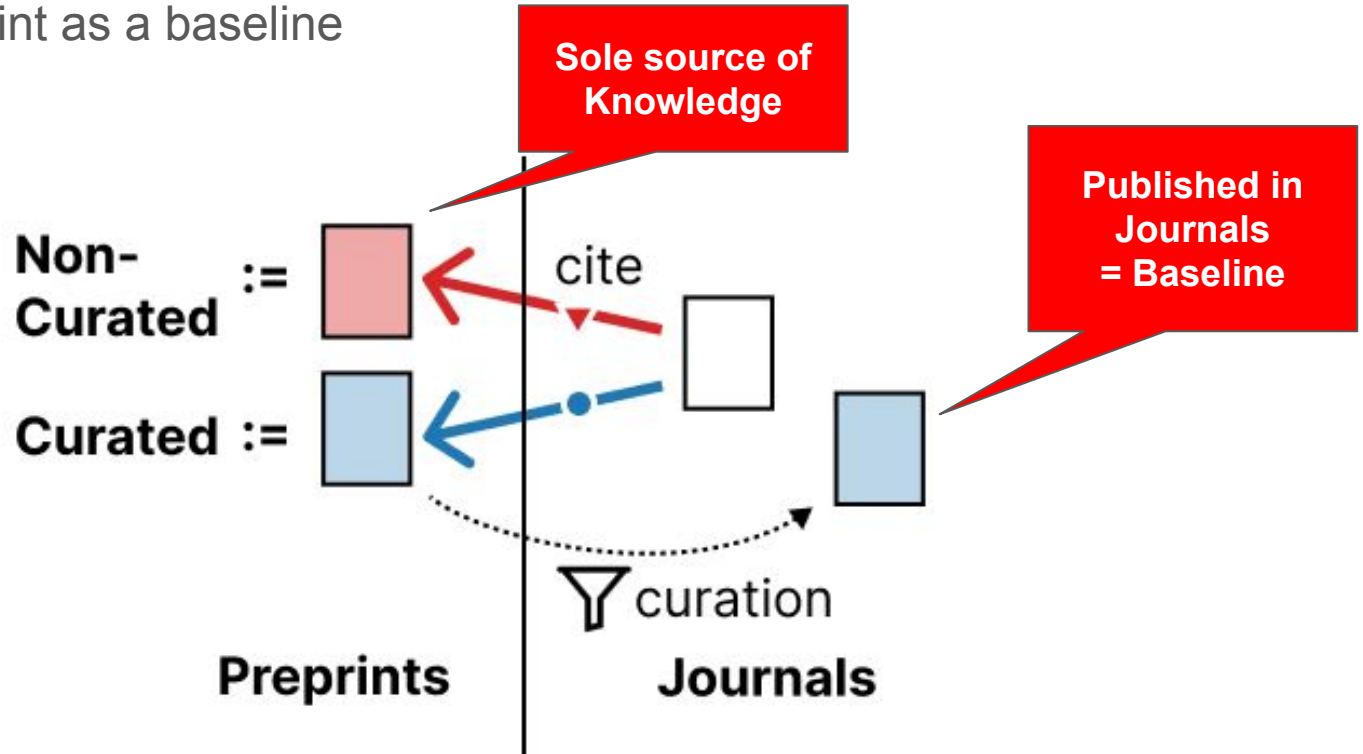 int as a baseline
Sole source of
Knowledge
Published in
Journals
= Baseline
Non-
Curated :=
cite
Curated :=
curation
Preprints
Journals